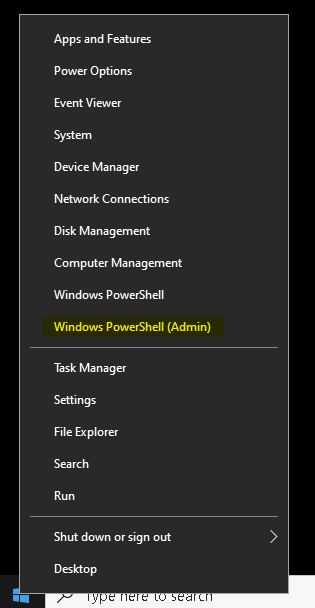 Apps and Features
Power Options
Event Viewer
System
Device Manager
Network Connections
Disk Management
Computer Management
Windows PowerShell
Windows PowerShell (Admin)
Task Manager
Settings
File Explorer
Search
Run
Shut down or sign out
Desktop
Type here to search